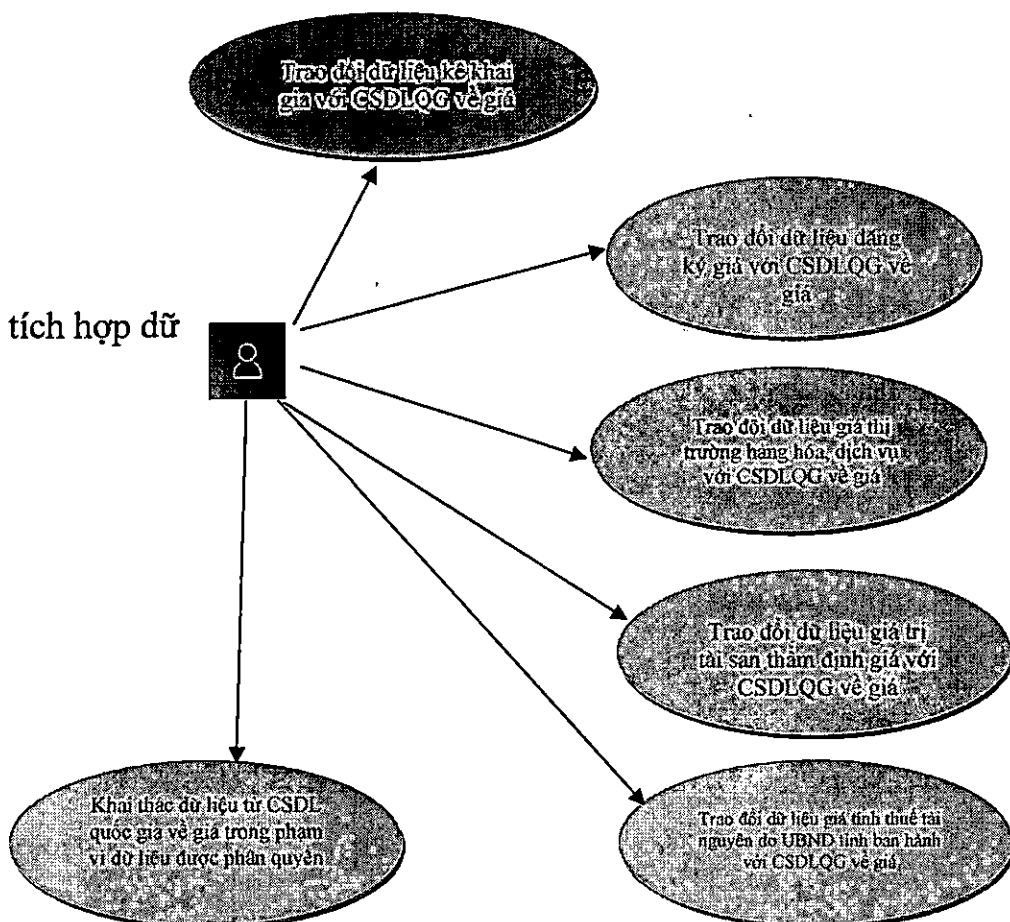 Trao đổi dữ liệu kê khai
giá với CSDLQG về giá
Trao đổi dữ liệu đăng
ký giá với CSDLQG về
giá
tích hợp dữ
Trao đổi dữ liệu giá thị
trường hàng hóa, dịch vụ
với CSDLQG về giá
Trao đổi dữ liệu giá trị
tài sản thẩm định giá với
CSDLQG về giá
Khai thác dữ liệu từ CSDL
quốc gia về giá trong phạm
vi dữ liệu được phân quyền
Trao đổi dữ liệu giá tính thuế tài
nguyên do UBND tỉnh ban hành
với CSDLQG về giá